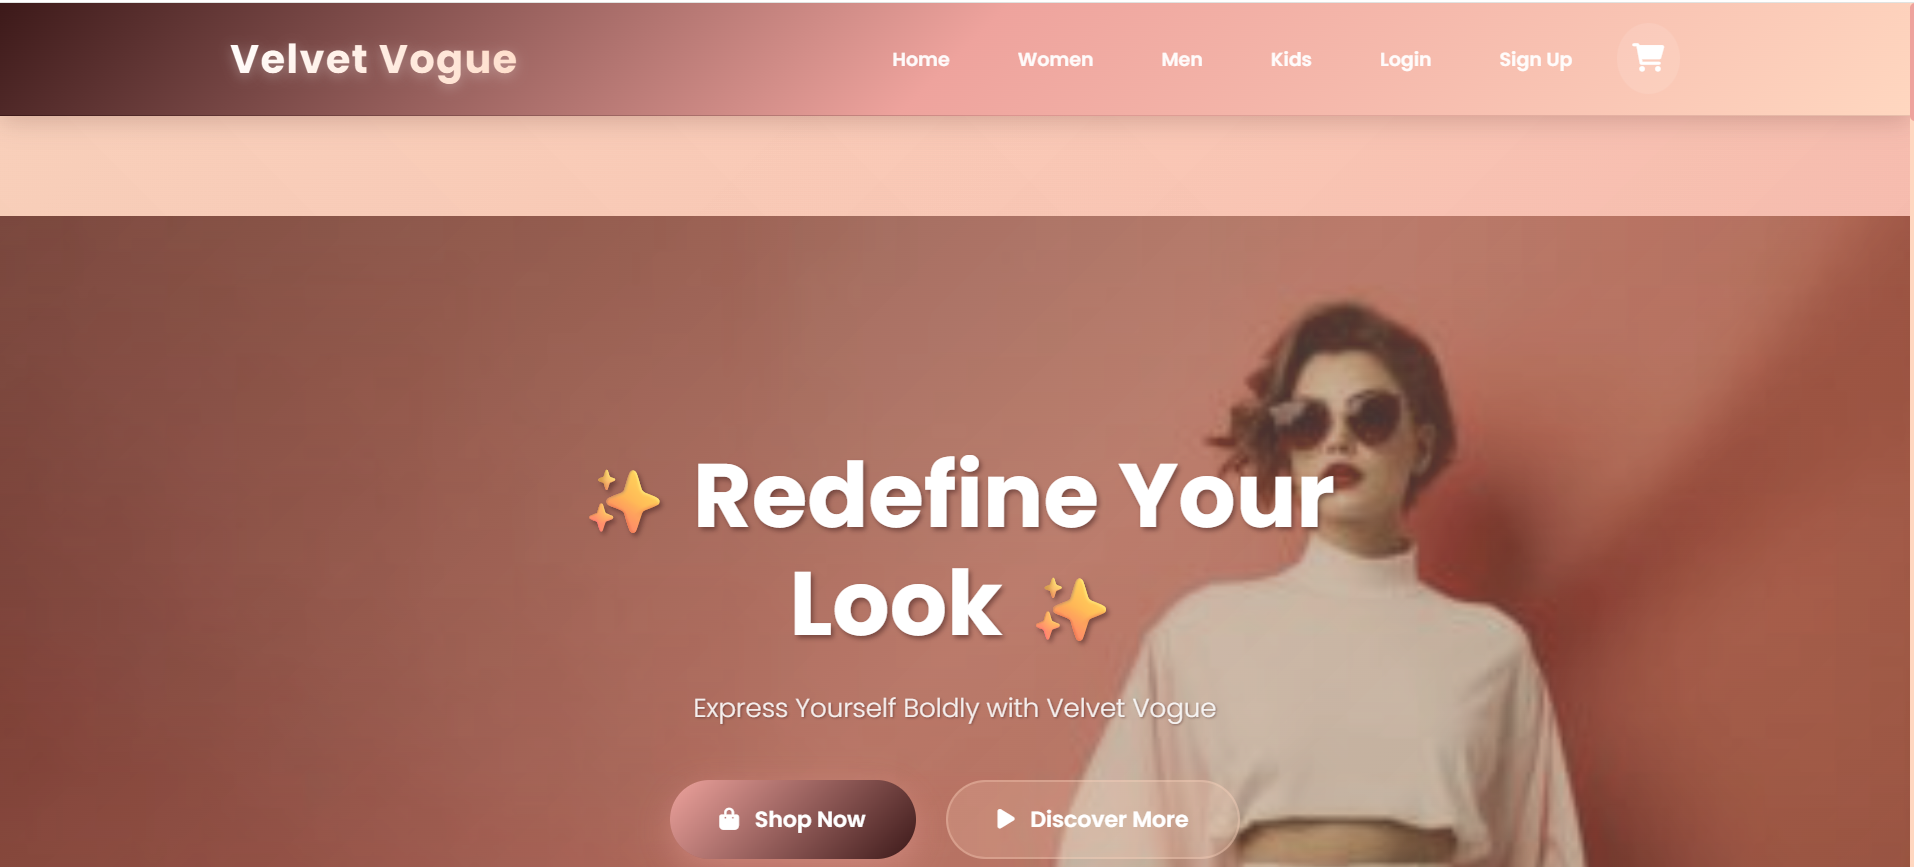 Velvet Vogue
Home Women Men Kids Login Sign Up
✨ Redefine Your
Look ✨
Express Yourself Boldly with Velvet Vogue
Shop Now Discover More